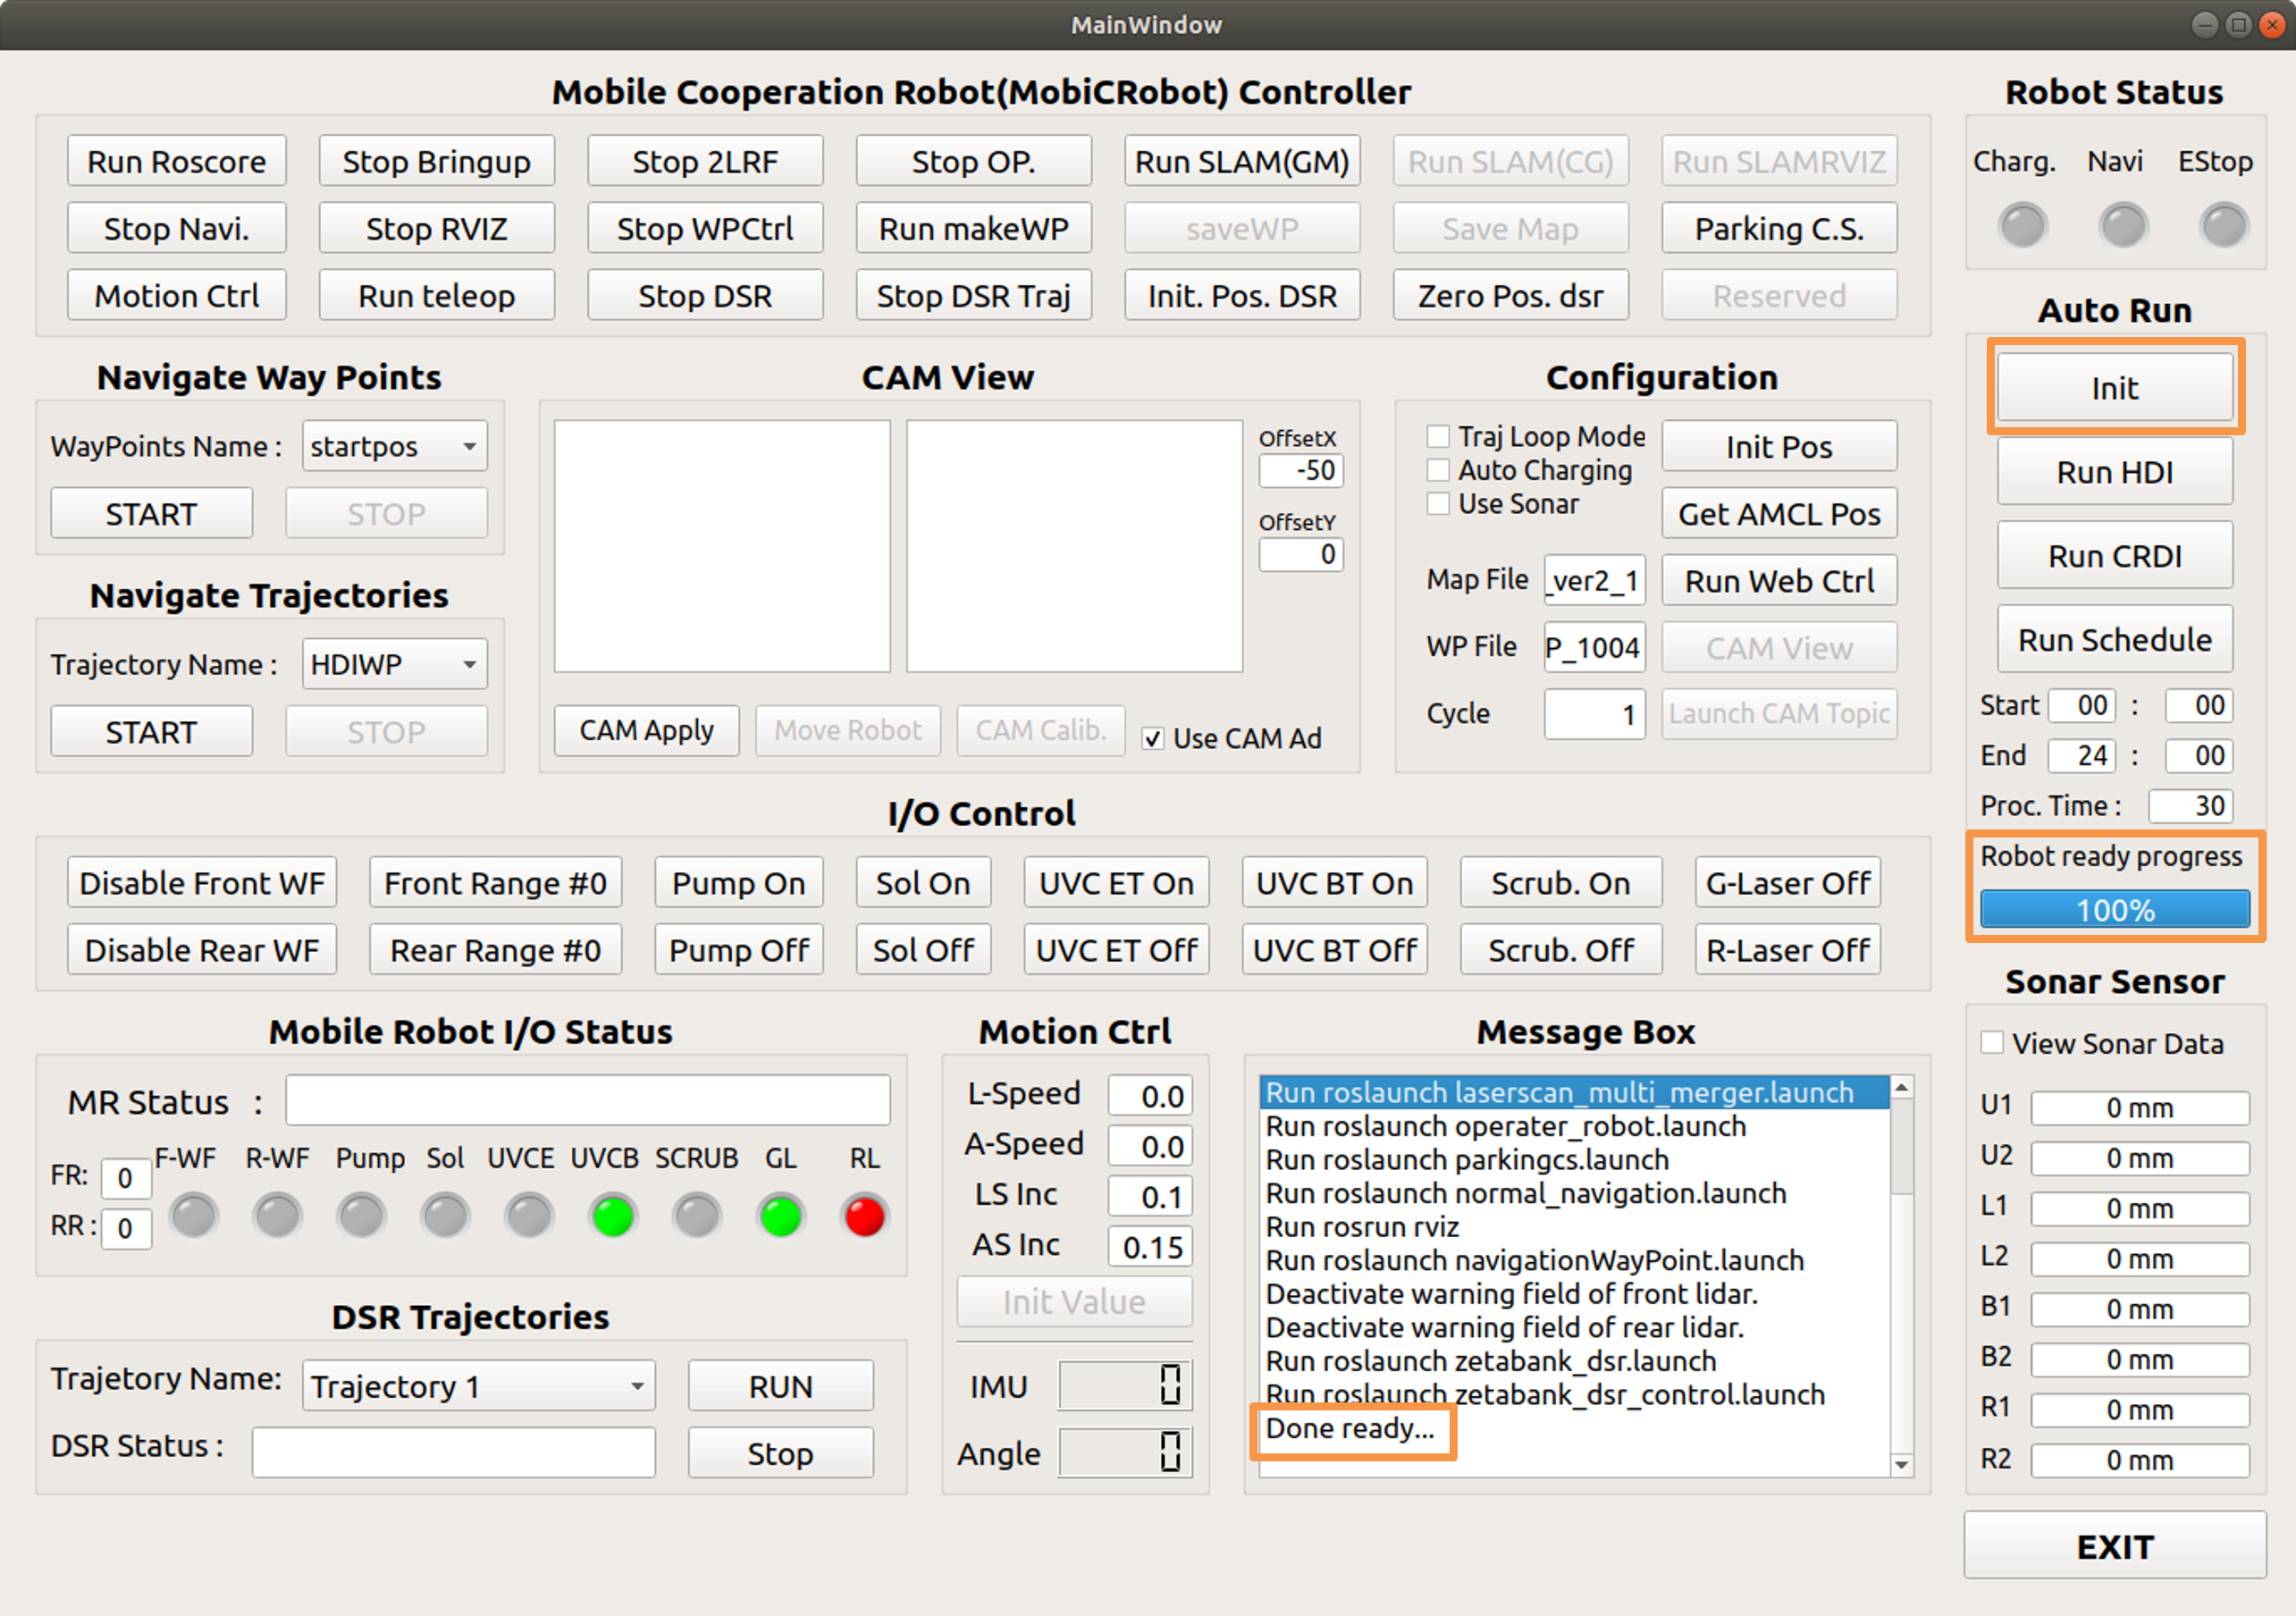 MainWindow
Mobile Cooperation Robot(MobiCRobot) Controller
Run Roscore Stop Bringup Stop 2LRF Stop OP. Run SLAM(GM) Run SLAM(CG) Run SLAMRVIZ
Stop Navi. Stop RVIZ Stop WPCtrl Run makeWP saveWP Save Map Parking C.S.
Motion Ctrl Run teleop Stop DSR Stop DSR Traj Init. Pos. DSR Zero Pos. dsr Reserved
Robot Status
Charg. Navi EStop
Navigate Way Points
WayPoints Name : startpos
START STOP
Navigate Trajectories
Trajectory Name : HDIWP
START STOP
CAM View
OffsetX
-50
OffsetY
0
CAM Apply Move Robot CAM Calib. Use CAM Ad
Configuration
Traj Loop Mode Init Pos
Auto Charging
Use Sonar Get AMCL Pos
Map File _ver2_1 Run Web Ctrl
WP File P_1004 CAM View
Cycle 1 Launch CAM Topic
Auto Run
Init
Run HDI
Run CRDI
Run Schedule
Start 00 : 00
End 24 : 00
Proc. Time : 30
Robot ready progress
100%
I/O Control
Disable Front WF Front Range #0 Pump On Sol On UVC ET On UVC BT On Scrub. On G-Laser Off
Disable Rear WF Rear Range #0 Pump Off Sol Off UVC ET Off UVC BT Off Scrub. Off R-Laser Off
Mobile Robot I/O Status
MR Status :
F-WF R-WF Pump Sol UVCE UVCB SCRUB GL RL
FR: 0
RR : 0
DSR Trajectories
Trajetory Name: Trajectory 1 RUN
DSR Status : Stop
Motion Ctrl
L-Speed 0.0
A-Speed 0.0
LS Inc 0.1
AS Inc 0.15
Init Value
IMU 0
Angle 0
Message Box
Run roslaunch laserscan_multi_merger.launch
Run roslaunch operater_robot.launch
Run roslaunch parkingcs.launch
Run roslaunch normal_navigation.launch
Run rosrun rviz
Run roslaunch navigationWayPoint.launch
Deactivate warning field of front lidar.
Deactivate warning field of rear lidar.
Run roslaunch zetabank_dsr.launch
Run roslaunch zetabank_dsr_control.launch
Done ready...
Sonar Sensor
View Sonar Data
U1 0 mm
U2 0 mm
L1 0 mm
L2 0 mm
B1 0 mm
B2 0 mm
R1 0 mm
R2 0 mm
EXIT